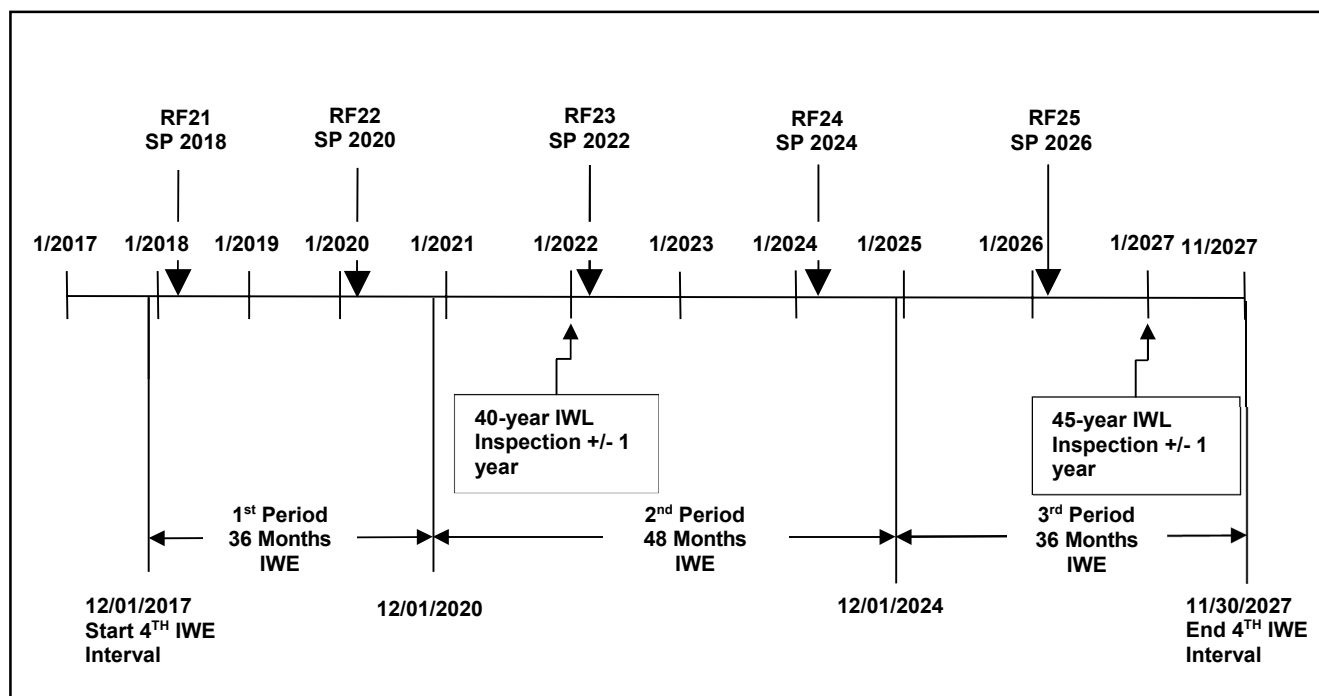 RF21
SP 2018
RF22
SP 2020
RF23
SP 2022
RF24
SP 2024
RF25
SP 2026
1/2017 1/2018 1/2019 1/2020 1/2021 1/2022 1/2023 1/2024 1/2025 1/2026 1/2027 11/2027
40-year IWL
Inspection +/- 1
year
45-year IWL
Inspection +/- 1
year
1st Period
36 Months
IWE
2nd Period
48 Months
IWE
3rd Period
36 Months
IWE
12/01/2017
Start 4TH IWE
Interval
12/01/2020
12/01/2024
11/30/2027
End 4TH IWE
Interval